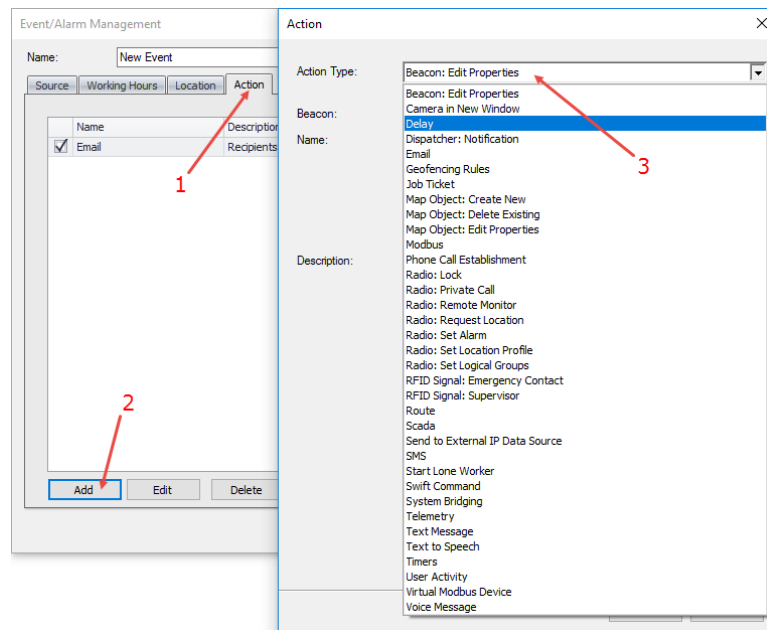 Event/Alarm Management
Name: New Event
Source Working Hours Location Action
Name Description
Email Recipients
1
2
Add Edit Delete
Action
Action Type: Beacon: Edit Properties
Beacon:
Name:
Description:
Beacon: Edit Properties
Camera in New Window
Delay
Dispatcher: Notification
Email
Geofencing Rules
Job Ticket
Map Object: Create New
Map Object: Delete Existing
Map Object: Edit Properties
Modbus
Phone Call Establishment
Radio: Lock
Radio: Private Call
Radio: Remote Monitor
Radio: Request Location
Radio: Set Alarm
Radio: Set Location Profile
Radio: Set Logical Groups
RFID Signal: Emergency Contact
RFID Signal: Supervisor
Route
Scada
Send to External IP Data Source
SMS
Start Lone Worker
Swift Command
System Bridging
Telemetry
Text Message
Text to Speech
Timers
User Activity
Virtual Modbus Device
Voice Message
3